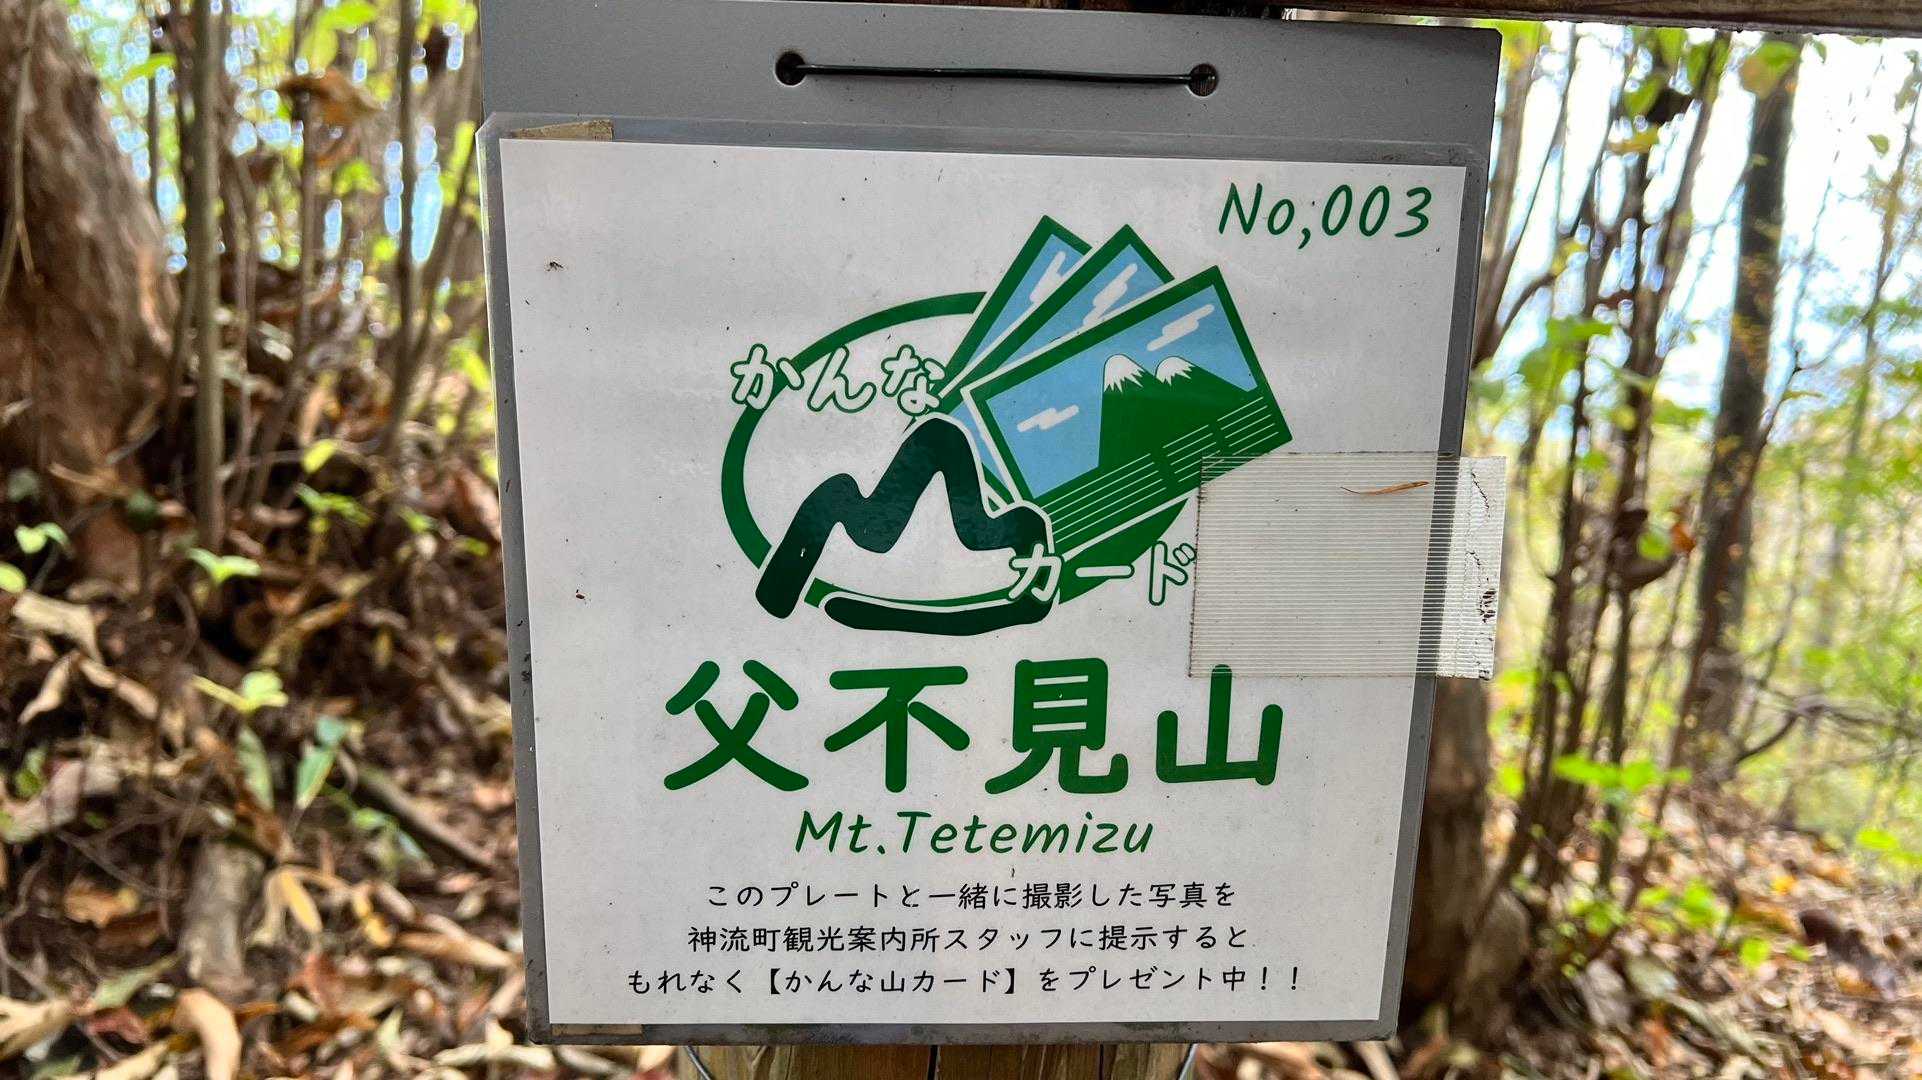 No,003
かんな
カード
父不見山
Mt.Tetemizu
このプレートと一緒に撮影した写真を
神流町観光案内所スタッフに提示すると
もれなく【かんな山カード】をプレゼント中！！